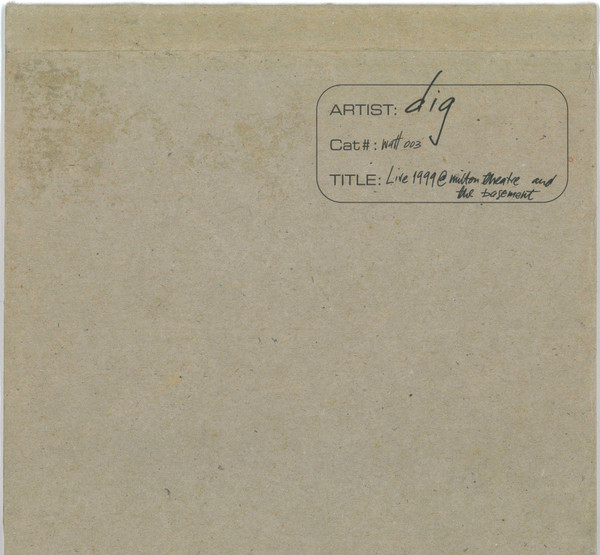 ARTIST: dig
Cat#: watt 003
TITLE: Live 1999 @ milton theatre and
the basement